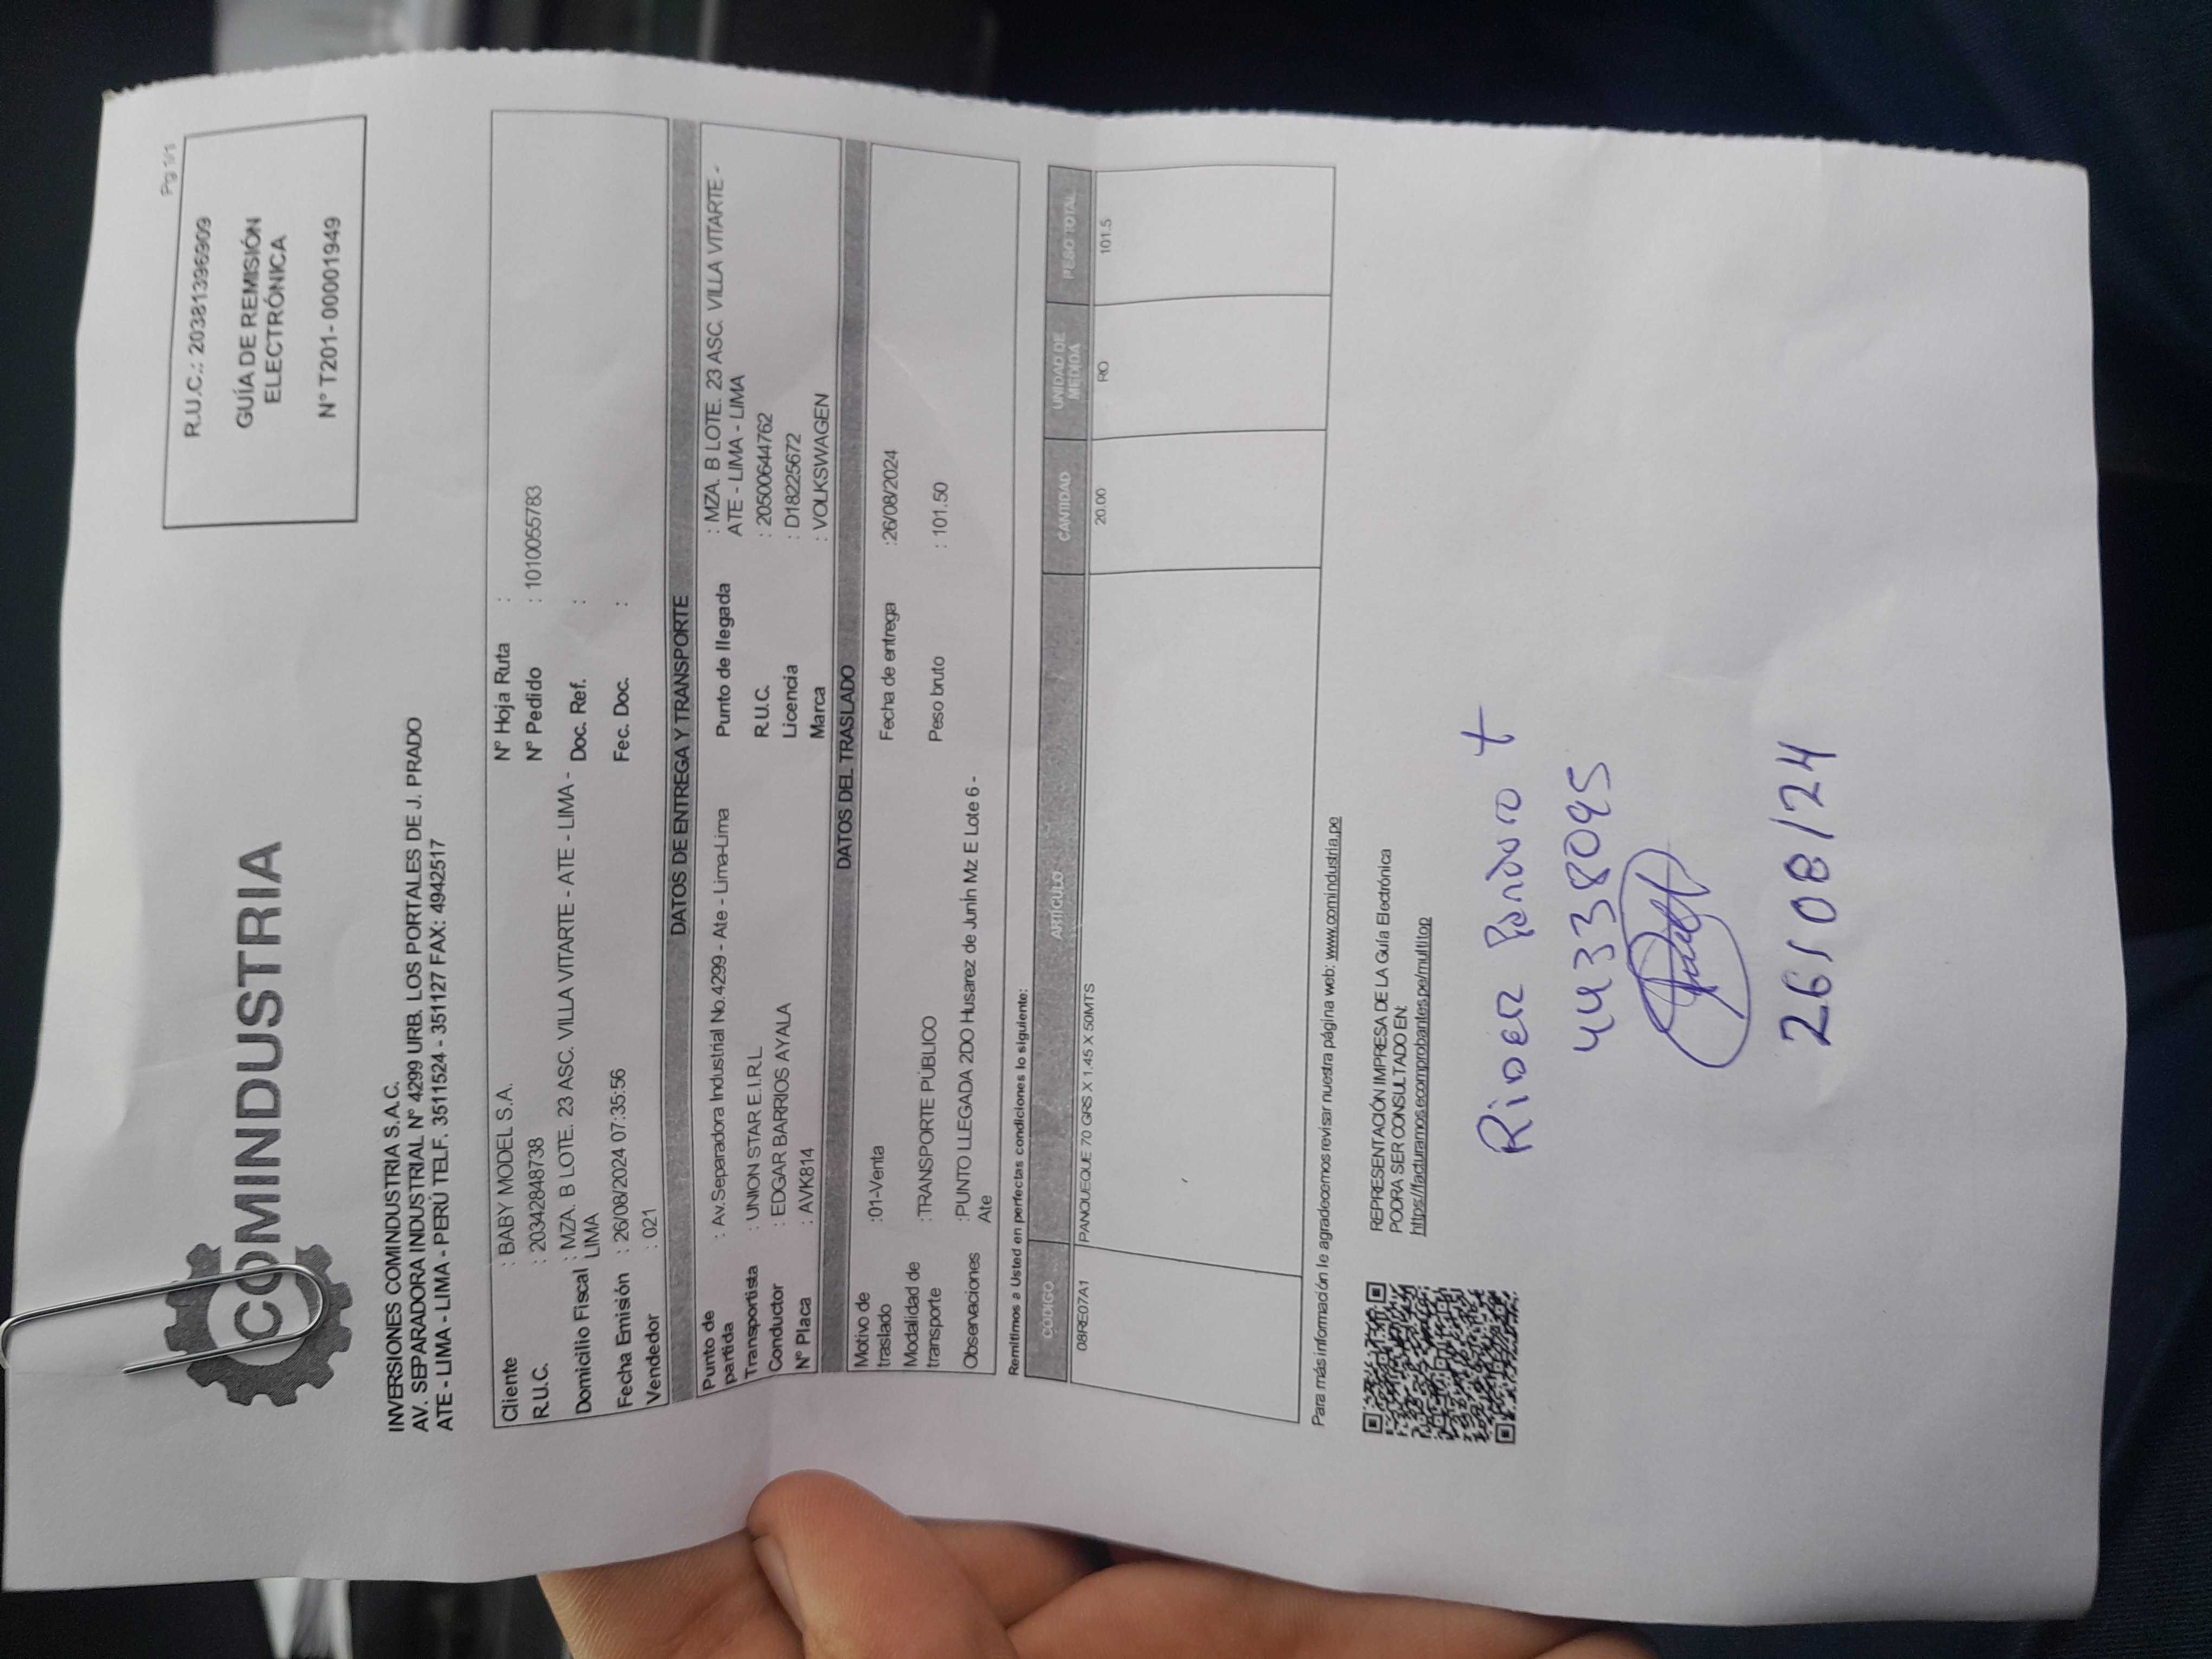 Pg 1/1
R.U.C.: 20381396909
GUÍA DE REMISIÓN
ELECTRÓNICA
N° T201-00001949
COMINDUSTRIA
INVERSIONES COMINDUSTRIA S.A.C.
AV. SEPARADORA INDUSTRIAL N° 4299 URB. LOS PORTALES DE J. PRADO
ATE - LIMA - LIMA - PERÚ TELF. 3511524 - 351127 FAX: 4942517
Cliente : BABY MODEL S.A. N° Hoja Ruta :
R.U.C. : 20342848738 N° Pedido : 1010055783
Domicilio Fiscal : MZA. B LOTE. 23 ASC. VILLA VITARTE - ATE - LIMA - Doc. Ref. :
LIMA
Fecha Emisión : 26/08/2024 07:35:56 Fec. Doc. :
Vendedor : 021
DATOS DE ENTREGA Y TRANSPORTE
Punto de : Av.Separadora Industrial No.4299 - Ate - Lima-Lima Punto de llegada : MZA. B LOTE. 23 ASC. VILLA VITARTE -
partida ATE - LIMA - LIMA
Transportista : UNION STAR E.I.R.L R.U.C. : 20500644762
Conductor : EDGAR BARRIOS AYALA Licencia : D18225672
N° Placa : AVK814 Marca : VOLKSWAGEN
DATOS DEL TRASLADO
Motivo de :01-Venta Fecha de entrega :26/08/2024
traslado
Modalidad de :TRANSPORTE PÚBLICO Peso bruto : 101.50
transporte
Observaciones :PUNTO LLEGADA 2DO Husarez de Junín Mz E Lote 6 -
Ate
Remitimos a Usted en perfectas condiciones lo siguiente:
CODIGO ARTÍCULO CANTIDAD UNIDAD DE PESO TOTAL
MEDIDA
08RE07A1 PANQUEQUE 70 GRS X 1.45 X 50MTS 20.00 RO 101.5
Para más información le agradecemos revisar nuestra página web: www.comindustria.pe
REPRESENTACIÓN IMPRESA DE LA Guía Electrónica
PODRA SER CONSULTADO EN:
https://facturamos.ecomprobantes.pe/multitop
44338095
26/08/24